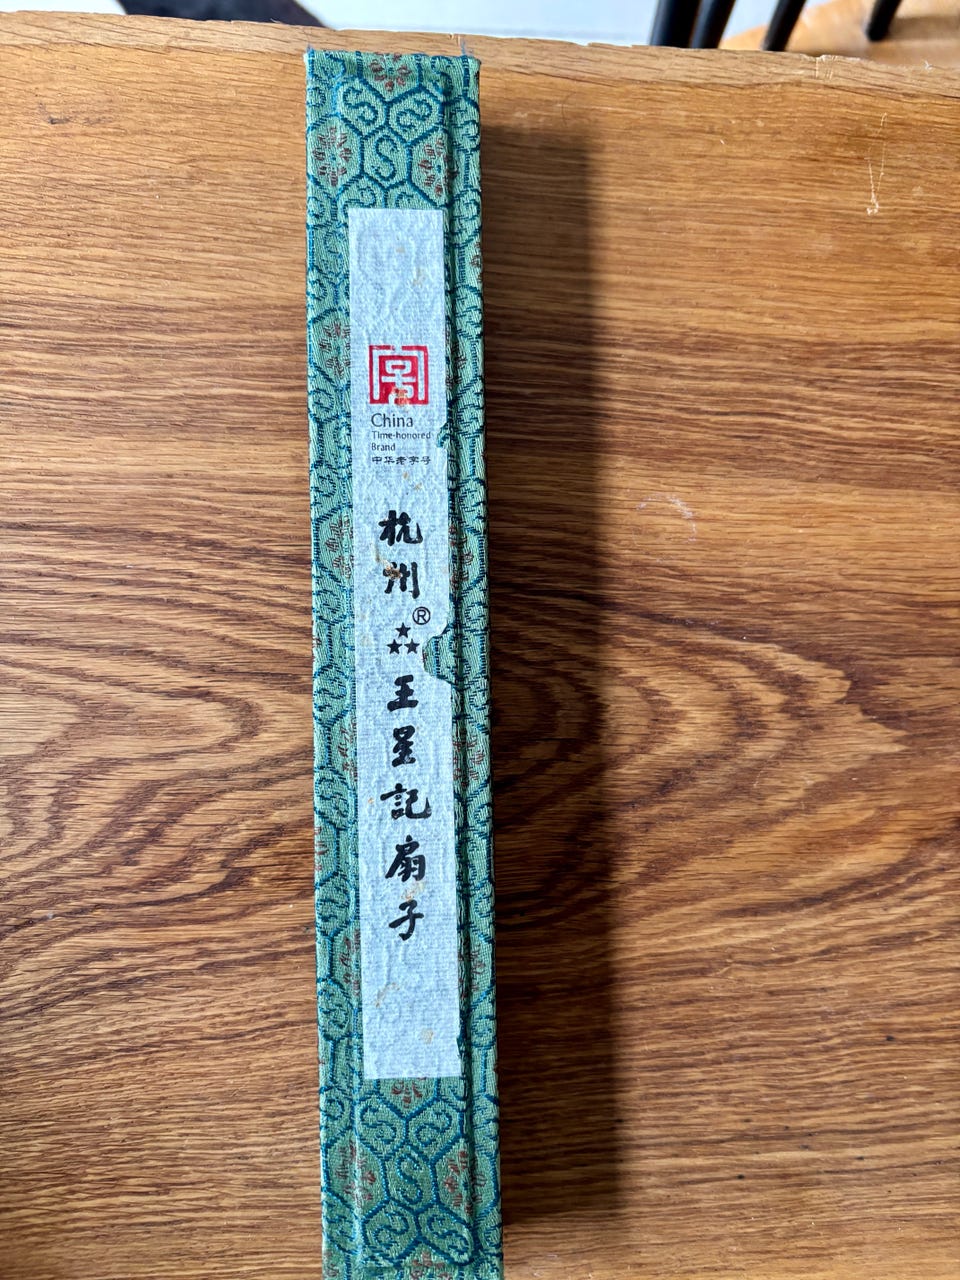 China
Time-honored
Brand
中华老字号
杭州
®
王星記扇子